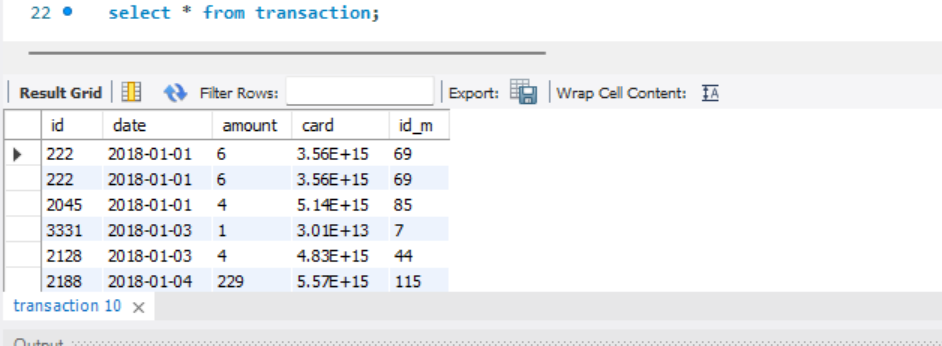 22 select * from transaction;
Result Grid Filter Rows: Export: Wrap Cell Content: IA
id date amount card id_m
222 2018-01-01 6 3.56E+15 69
222 2018-01-01 6 3.56E+15 69
2045 2018-01-01 4 5.14E+15 85
3331 2018-01-03 1 3.01E+13 7
2128 2018-01-03 4 4.83E+15 44
2188 2018-01-04 229 5.57E+15 115
transaction 10
Output